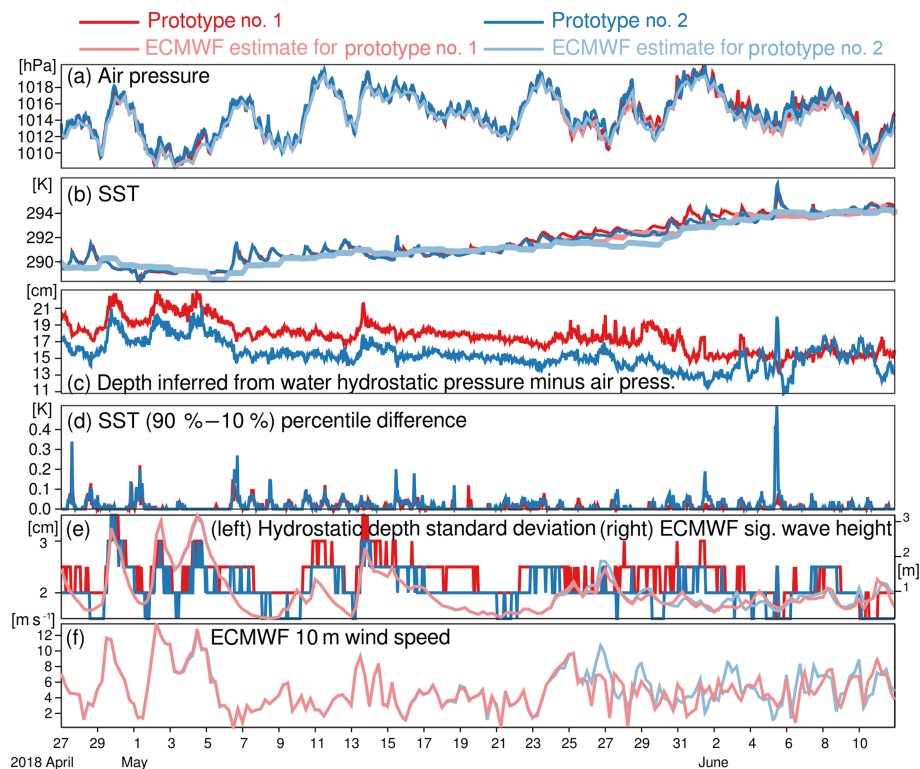 Prototype no. 1 Prototype no. 2
ECMWF estimate for prototype no. 1 ECMWF estimate for prototype no. 2
[hPa]
(a) Air pressure
1018
1016
1014
1012
1010
[K]
(b) SST
294
292
290
[cm]
21
19
17
15
13
11
(c) Depth inferred from water hydrostatic pressure minus air press.
[K]
(d) SST (90 %−10 %) percentile difference
0.4
0.3
0.2
0.1
0.0
(e) (left) Hydrostatic depth standard deviation (right) ECMWF sig. wave height
[cm]
3
2
3
2
[m]
1
[m s⁻¹]
(f) ECMWF 10 m wind speed
12
10
8
6
4
2
27 29 1 3 5 7 9 11 13 15 17 19 21 23 25 27 29 31 2 4 6 8 10
2018 April May June